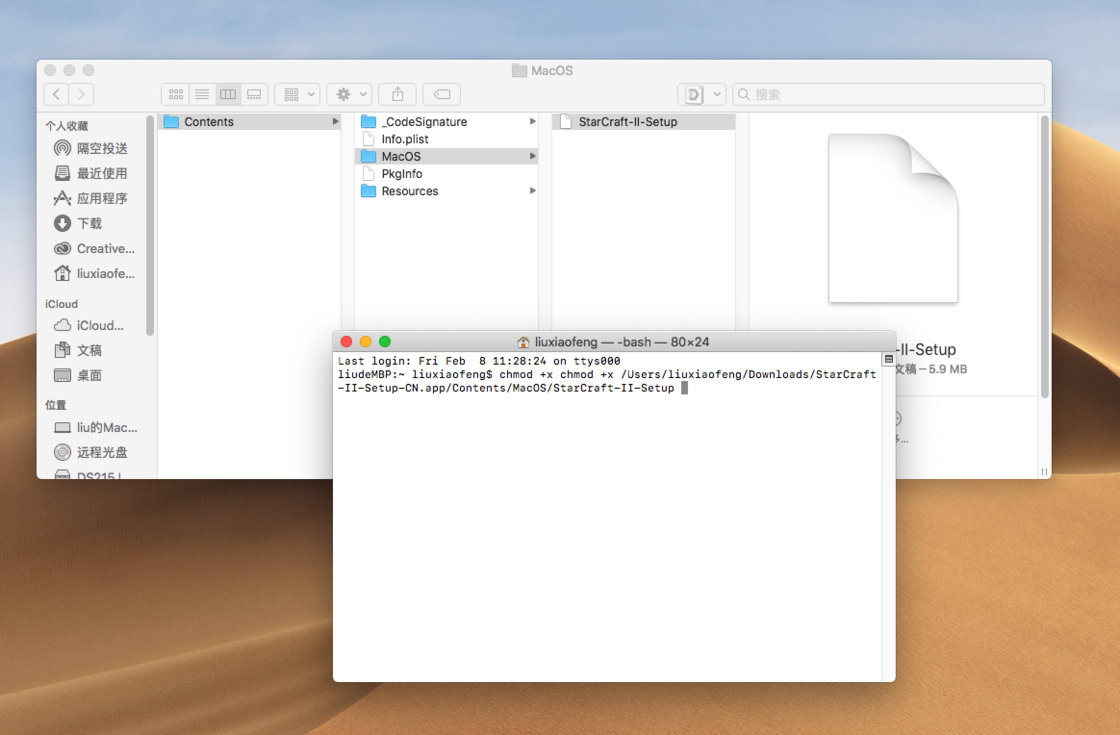 MacOS
搜索
个人收藏
隔空投送
最近使用
应用程序
下载
Creative...
liuxiaofe...
iCloud
iCloud...
文稿
桌面
位置
liu的Mac...
远程光盘
Contents
_CodeSignature
Info.plist
MacOS
PkgInfo
Resources
StarCraft-II-Setup
-II-Setup
文稿 – 5.9 MB
liuxiaofeng — -bash — 80×24
Last login: Fri Feb  8 11:28:24 on ttys000
liudeMBP:~ liuxiaofeng$ chmod +x chmod +x /Users/liuxiaofeng/Downloads/StarCraft
-II-Setup-CN.app/Contents/MacOS/StarCraft-II-Setup